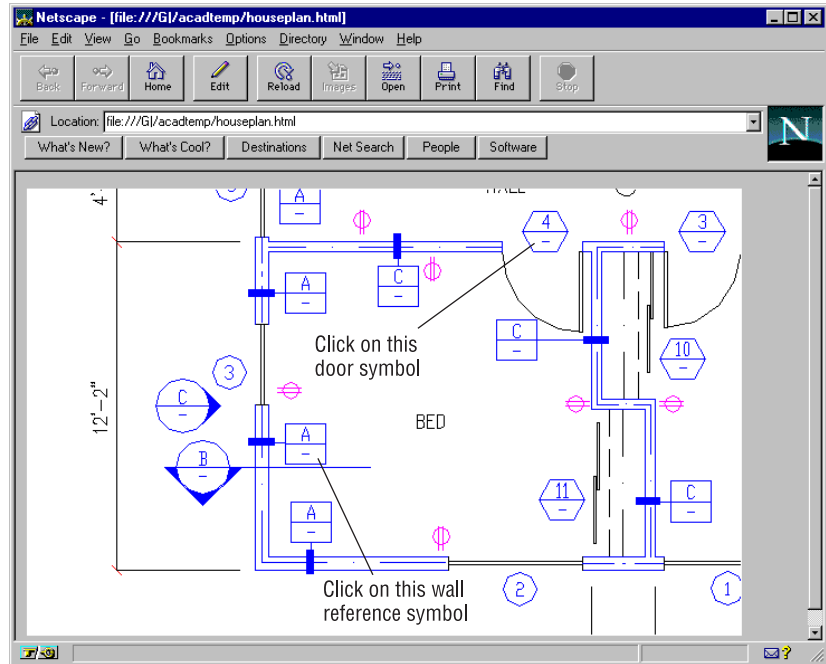 Netscape - [file:///G|/acadtemp/houseplan.html]
File Edit View Go Bookmarks Options Directory Window Help
Back Forward Home Edit Reload Images Open Print Find Stop
Location: file:///G|/acadtemp/houseplan.html
N
What's New? What's Cool? Destinations Net Search People Software
A
–
4
–
3
–
A
–
C
–
C
–
Click on this
door symbol
10
–
3
C
–
12'-2"
A
–
BED
B
–
11
–
C
–
A
–
Click on this wall
reference symbol
2
1